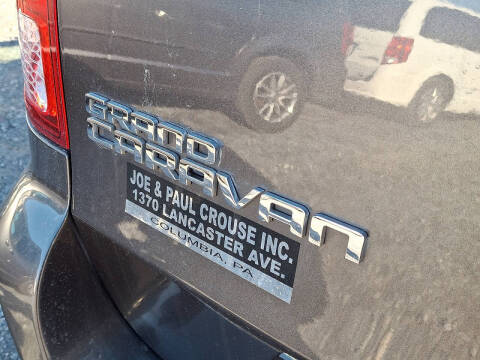 GRAND
CARAVAN
JOE & PAUL CROUSE INC.
1370 LANCASTER AVE.
COLUMBIA, PA